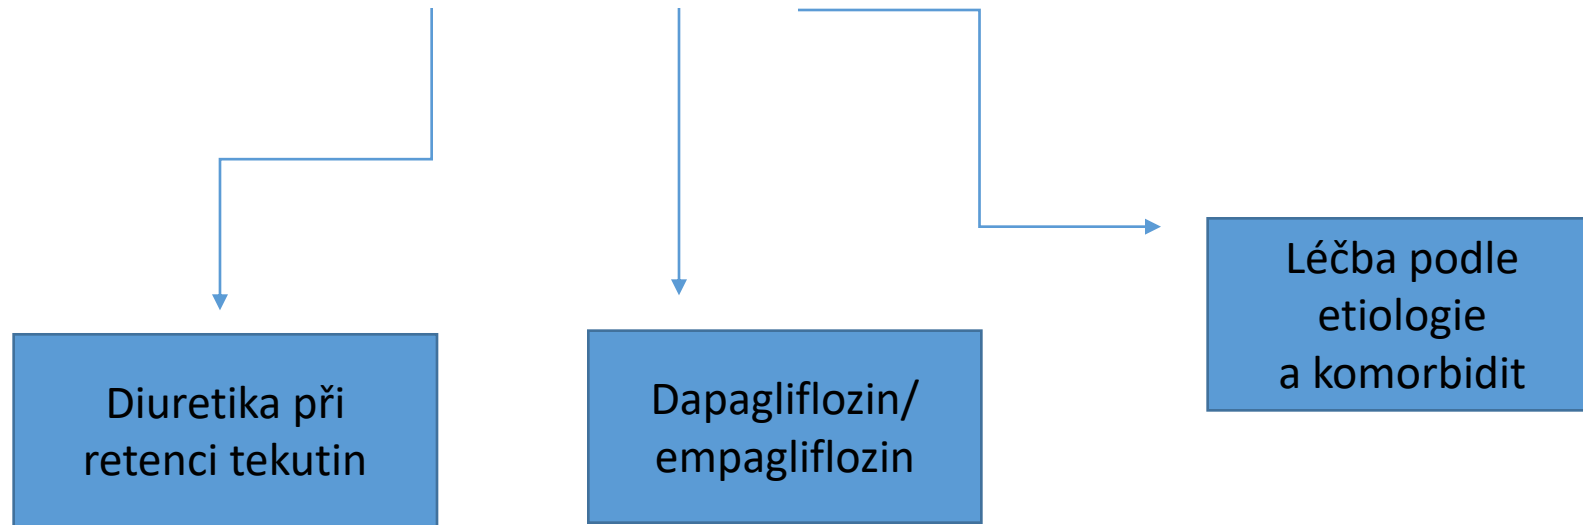 Diuretika při
retenci tekutin
Dapagliflozin/
empagliflozin
Léčba podle
etiologie
a komorbidit